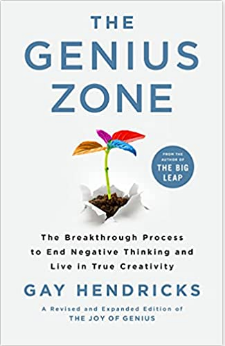 THE
GENIUS
ZONE
FROM THE
AUTHOR OF
THE BIG
LEAP
The Breakthrough Process
to End Negative Thinking and
Live in True Creativity
GAY HENDRICKS
A Revised and Expanded Edition of
THE JOY OF GENIUS